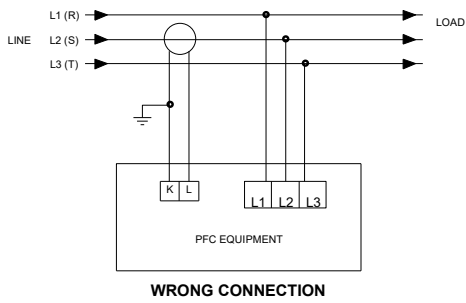 L1 (R)
LOAD
LINE L2 (S)
L3 (T)
K L
L1 L2 L3
PFC EQUIPMENT
WRONG CONNECTION